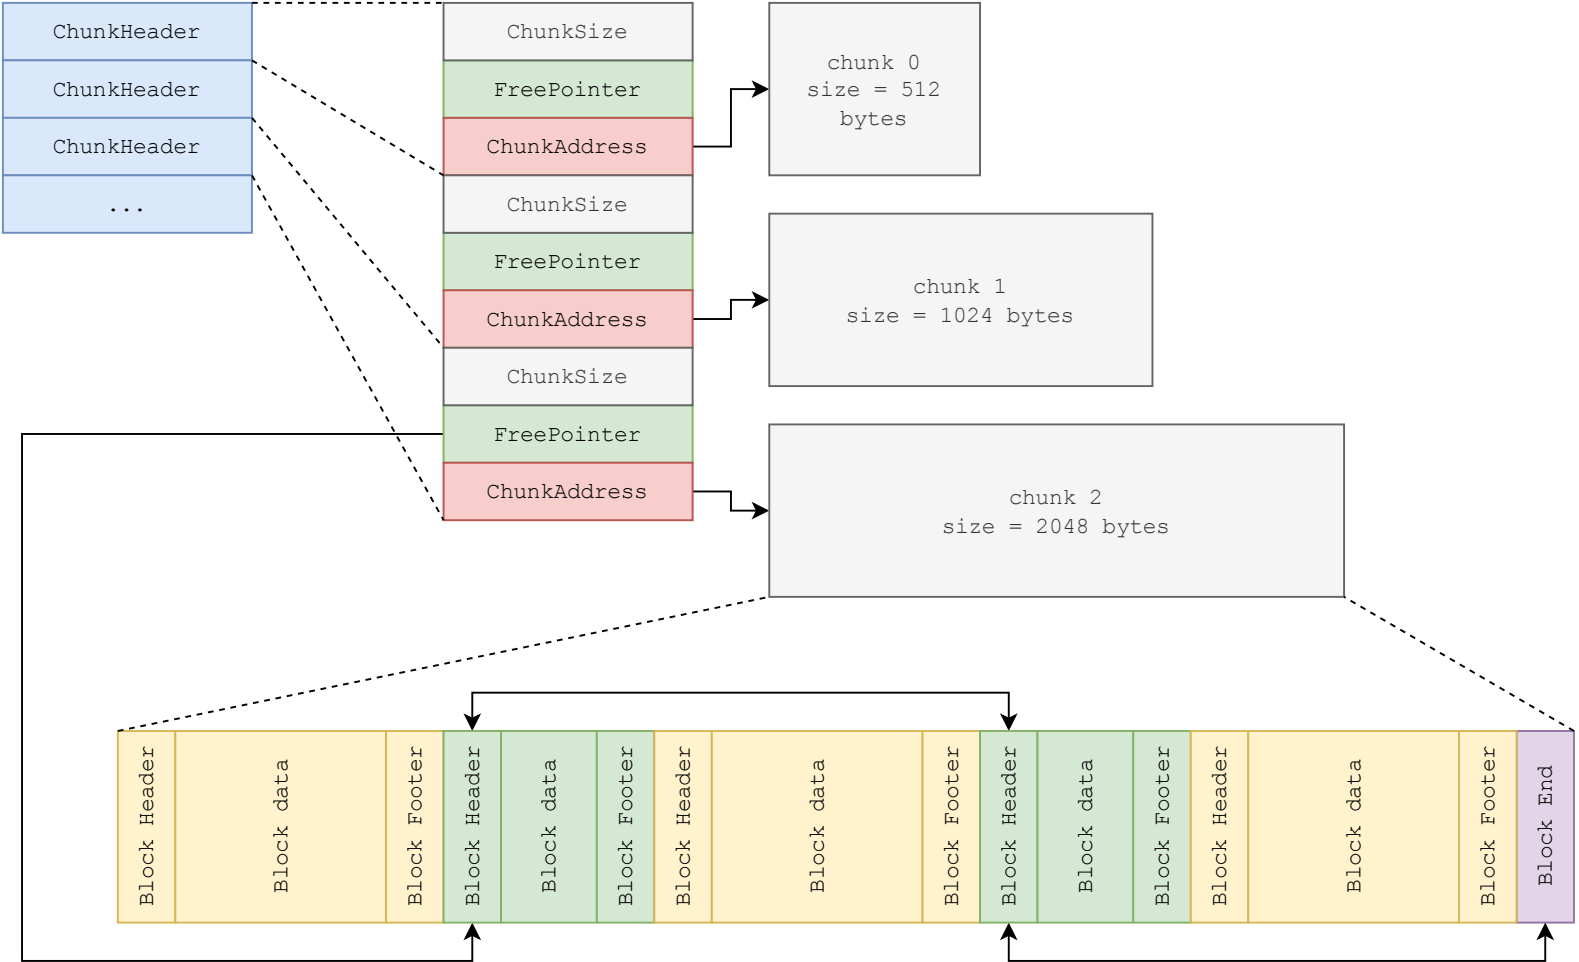 ChunkHeader
ChunkHeader
ChunkHeader
...
ChunkSize
FreePointer
ChunkAddress
ChunkSize
FreePointer
ChunkAddress
ChunkSize
FreePointer
ChunkAddress
chunk 0
size = 512
bytes
chunk 1
size = 1024 bytes
chunk 2
size = 2048 bytes
Block Header
Block data
Block Footer
Block Header
Block data
Block Footer
Block Header
Block data
Block Footer
Block Header
Block data
Block Footer
Block Header
Block data
Block Footer
Block End